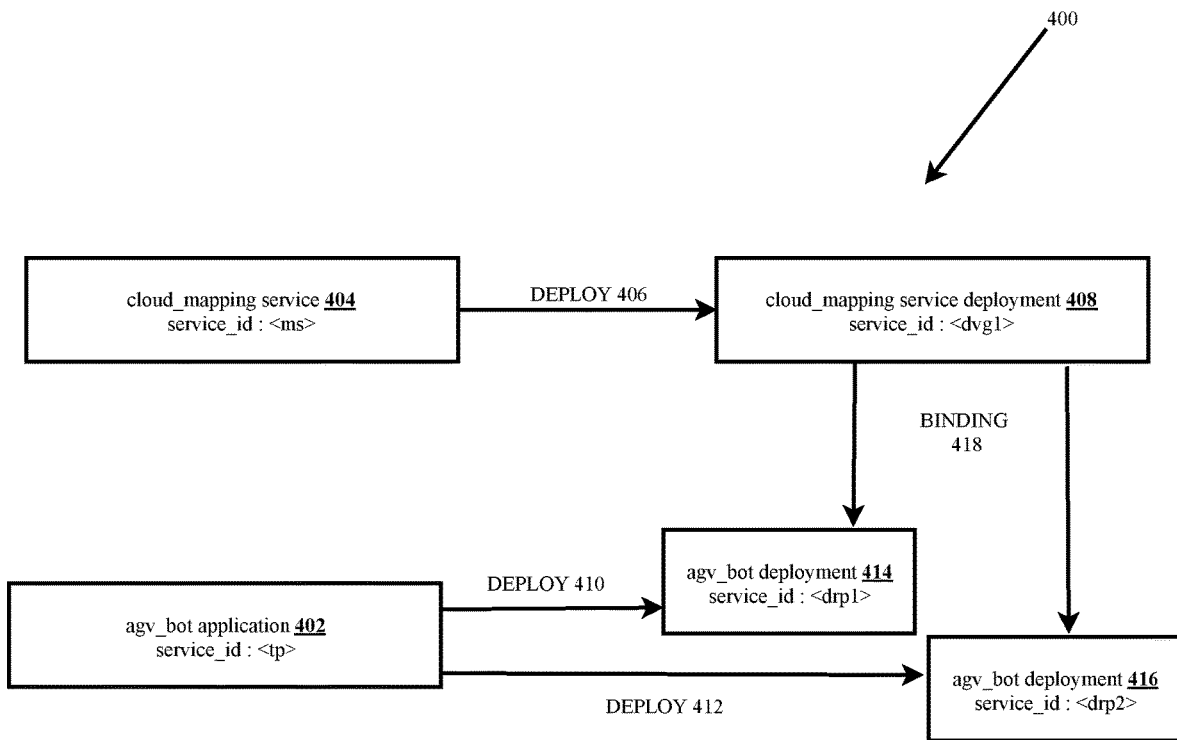 400
cloud_mapping service 404
service_id : <ms>
DEPLOY 406
cloud_mapping service deployment 408
service_id : <dvg1>
BINDING
418
agv_bot deployment 414
service_id : <drp1>
DEPLOY 410
agv_bot application 402
service_id : <tp>
agv_bot deployment 416
service_id : <drp2>
DEPLOY 412